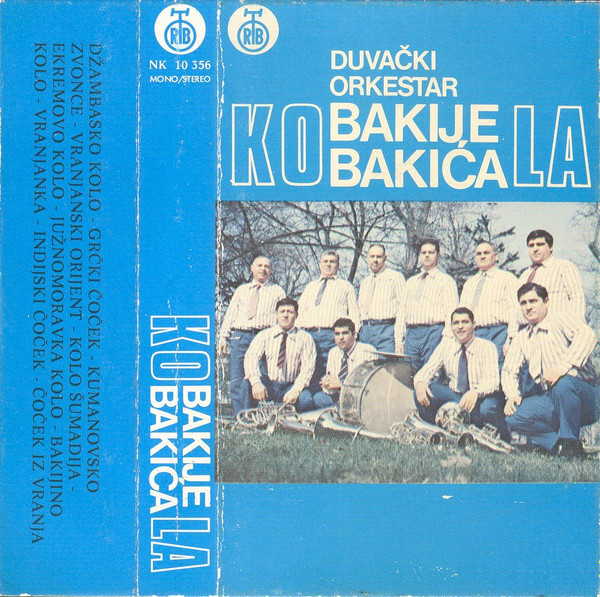 DŽAMBASKO KOLO - GRČKI ČOČEK - KUMANOVSKO
ZVONCE - VRANJANSKI ORIJENT - KOLO ŠUMADIJA -
EKREMOVO KOLO - JUŽNOMORAVKA KOLO - BAKIJINO
KOLO - VRANJANKA - INDIJSKI ČOČEK - ČOČEK IZ VRANJA
RTB
NK 10 356
MONO/STEREO
KO BAKIJE LA
BAKIĆA
RTB
DUVAČKI
ORKESTAR
KO BAKIJE LA
BAKIĆA